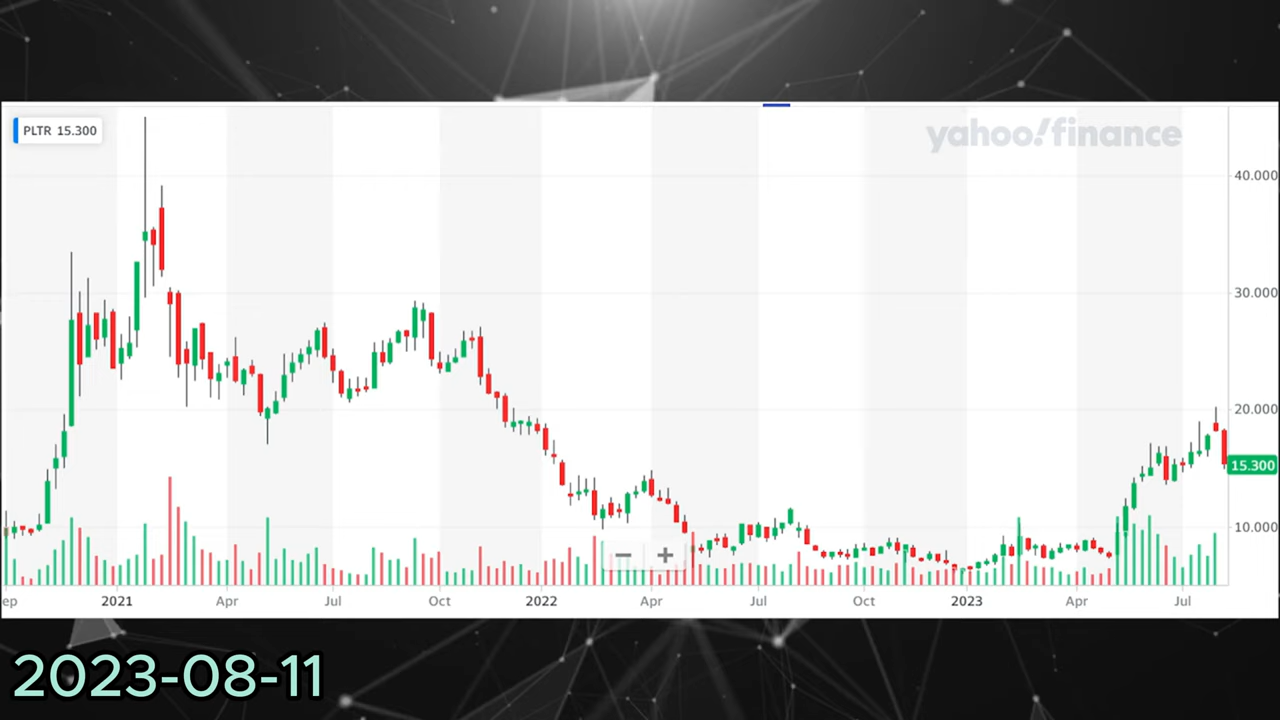 PLTR 15.300
yahoo!finance
40.000
30.000
20.000
15.300
10.000
ep 2021 Apr Jul Oct 2022 Apr Jul Oct 2023 Apr Jul
2023-08-11